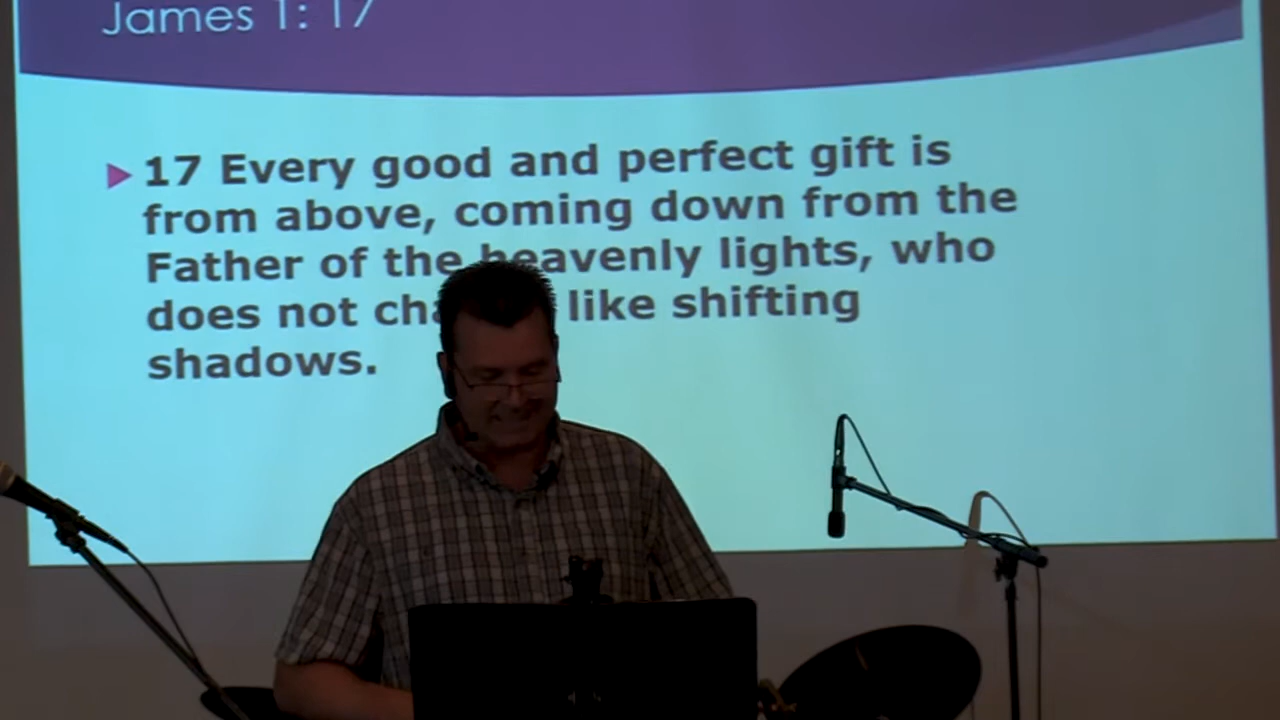 James 1: 17
17 Every good and perfect gift is
from above, coming down from the
Father of the heavenly lights, who
does not cha like shifting
shadows.